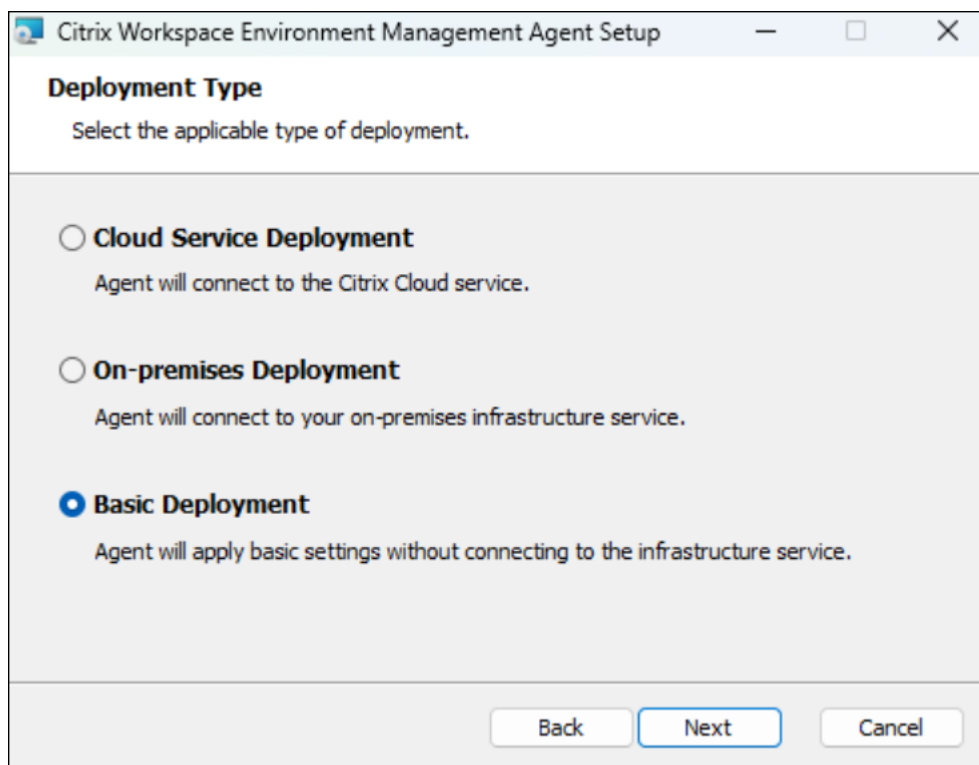 Citrix Workspace Environment Management Agent Setup
Deployment Type
Select the applicable type of deployment.
Cloud Service Deployment
Agent will connect to the Citrix Cloud service.
On-premises Deployment
Agent will connect to your on-premises infrastructure service.
Basic Deployment
Agent will apply basic settings without connecting to the infrastructure service.
Back Next Cancel